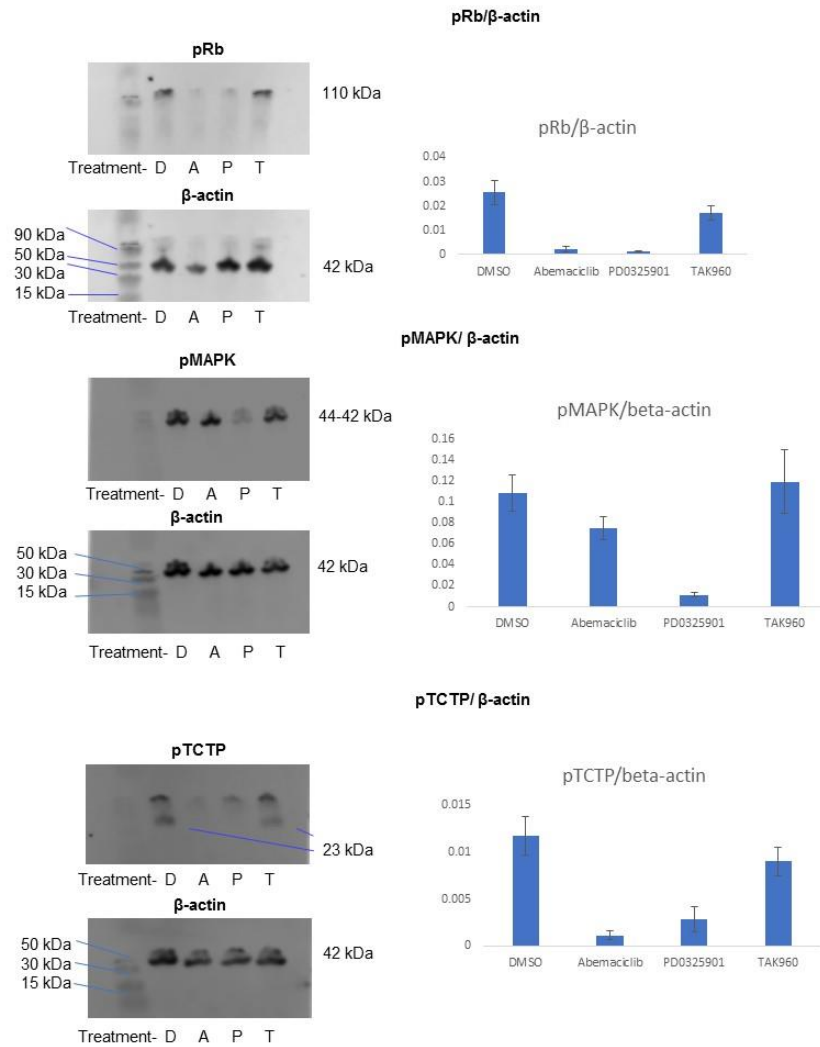 pRb/β-actin
pRb
110 kDa
Treatment- D A P T
β-actin
90 kDa
50 kDa
30 kDa
15 kDa
42 kDa
Treatment- D A P T
pRb/β-actin
0.04
0.03
0.02
0.01
0
DMSO Abemaciclib PD0325901 TAK960
pMAPK/ β-actin
pMAPK
44-42 kDa
Treatment- D A P T
β-actin
50 kDa
30 kDa
15 kDa
42 kDa
Treatment- D A P T
pMAPK/beta-actin
0.16
0.14
0.12
0.1
0.08
0.06
0.04
0.02
0
DMSO Abemaciclib PD0325901 TAK960
pTCTP/ β-actin
pTCTP
23 kDa
Treatment- D A P T
β-actin
50 kDa
30 kDa
15 kDa
42 kDa
Treatment- D A P T
pTCTP/beta-actin
0.015
0.01
0.005
0
DMSO Abemaciclib PD0325901 TAK960